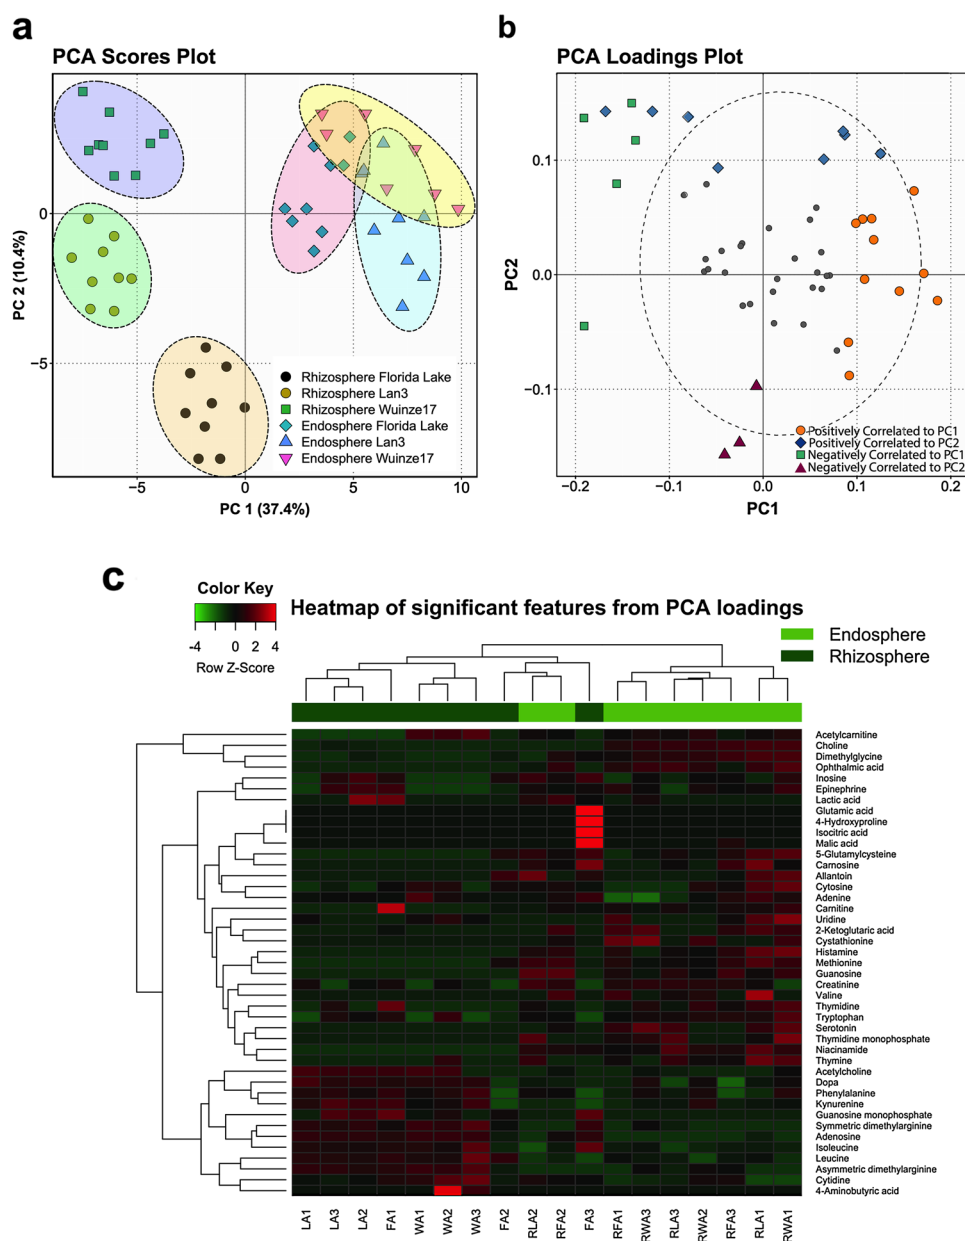 a
PCA Scores Plot
PC 2 (10.4%)
0
−5
−5
0
5
10
PC 1 (37.4%)
Rhizosphere Florida Lake
Rhizosphere Lan3
Rhizosphere Wuinze17
Endosphere Florida Lake
Endosphere Lan3
Endosphere Wuinze17
b
PCA Loadings Plot
PC2
0.1
0.0
−0.1
−0.2
−0.1
0.0
0.1
0.2
PC1
Positively Correlated to PC1
Positively Correlated to PC2
Negatively Correlated to PC1
Negatively Correlated to PC2
c
Color Key
-4 -2 0 2 4
Row Z-Score
Heatmap of significant features from PCA loadings
Endosphere
Rhizosphere
Acetylcarnitine
Choline
Dimethylglycine
Ophthalmic acid
Inosine
Epinephrine
Lactic acid
Glutamic acid
4-Hydroxyproline
Isocitric acid
Malic acid
5-Glutamylcysteine
Carnosine
Allantoin
Cytosine
Adenine
Carnitine
Uridine
2-Ketoglutaric acid
Cystathionine
Histamine
Methionine
Guanosine
Creatinine
Valine
Thymidine
Tryptophan
Serotonin
Thymidine monophosphate
Niacinamide
Thymine
Acetylcholine
Dopa
Phenylalanine
Kynurenine
Guanosine monophosphate
Symmetric dimethylarginine
Adenosine
Isoleucine
Leucine
Asymmetric dimethylarginine
Cytidine
4-Aminobutyric acid
LA1
LA3
LA2
FA1
WA1
WA2
WA3
FA2
RLA2
RFA2
FA3
RFA1
RWA3
RLA3
RWA2
RFA3
RLA1
RWA1